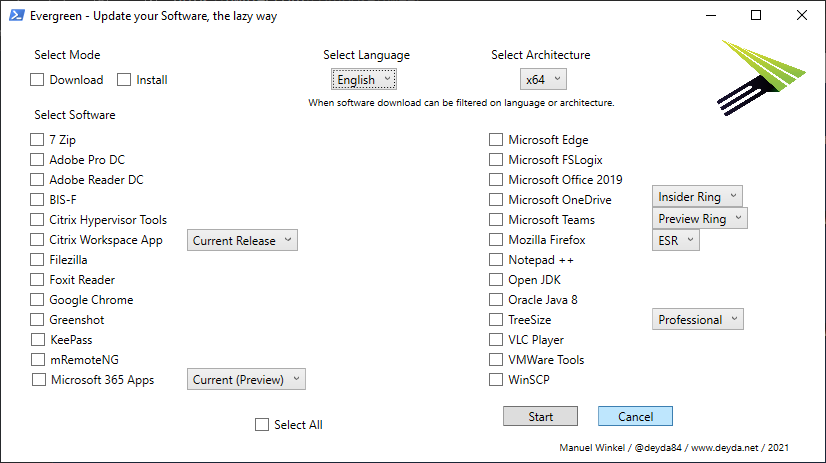 Evergreen - Update your Software, the lazy way
Select Mode
Select Language
Select Architecture
Download
Install
English
x64
When software download can be filtered on language or architecture.
Select Software
7 Zip
Adobe Pro DC
Adobe Reader DC
BIS-F
Citrix Hypervisor Tools
Citrix Workspace App
Current Release
Filezilla
Foxit Reader
Google Chrome
Greenshot
KeePass
mRemoteNG
Microsoft 365 Apps
Current (Preview)
Microsoft Edge
Microsoft FSLogix
Microsoft Office 2019
Microsoft OneDrive
Insider Ring
Microsoft Teams
Preview Ring
Mozilla Firefox
ESR
Notepad ++
Open JDK
Oracle Java 8
TreeSize
Professional
VLC Player
VMWare Tools
WinSCP
Select All
Start
Cancel
Manuel Winkel / @deyda84 / www.deyda.net / 2021